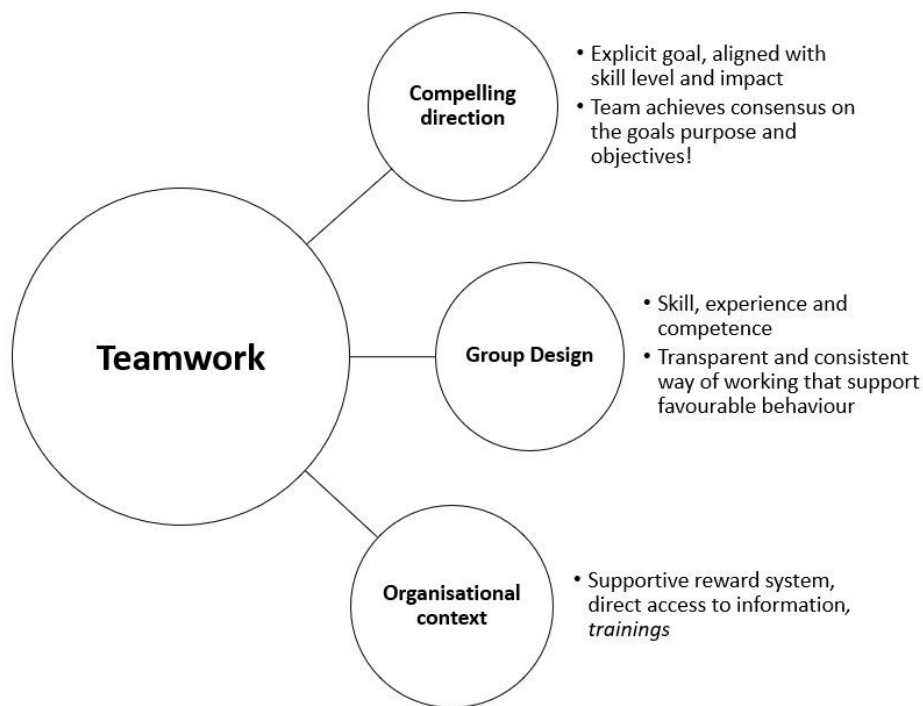 Compelling
direction
• Explicit goal, aligned with
skill level and impact
• Team achieves consensus on
the goals purpose and
objectives!
Teamwork
Group Design
• Skill, experience and
competence
• Transparent and consistent
way of working that support
favourable behaviour
Organisational
context
• Supportive reward system,
direct access to information,
trainings